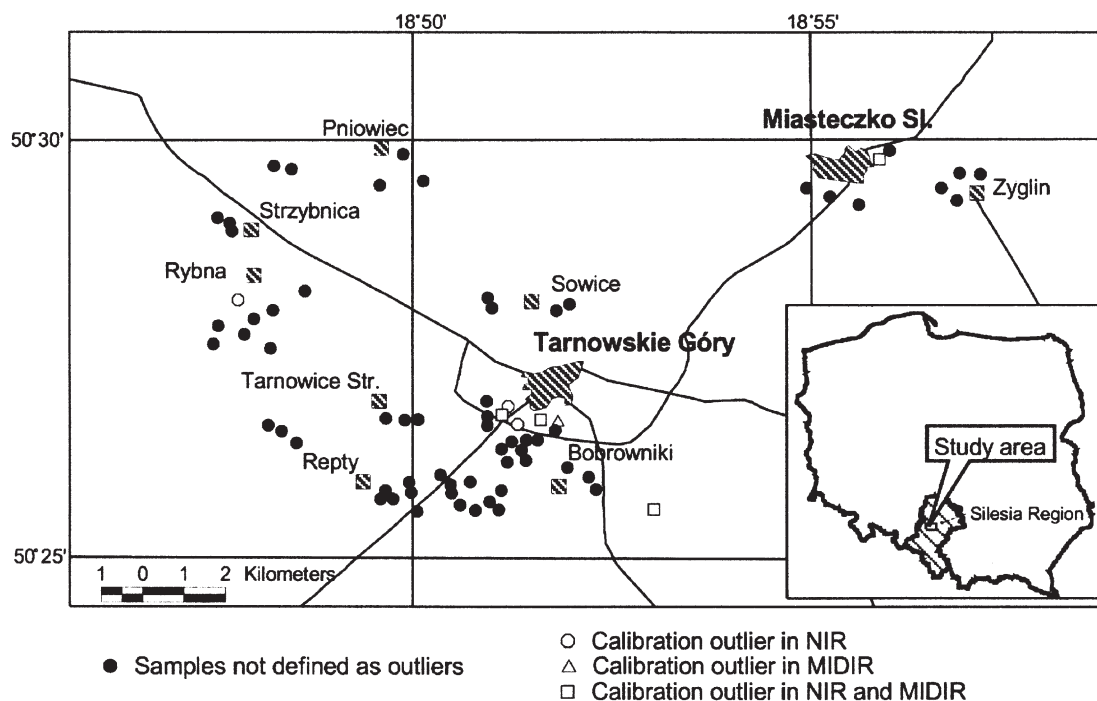 18°50'
18°55'
50°30'
Pniowiec
Miasteczko Sl.
Zyglin
Strzybnica
Rybna
Sowice
Tarnowskie Góry
Tarnowice Str.
Repty
Bobrowniki
Study area
Silesia Region
50°25'
1 0 1 2 Kilometers
Samples not defined as outliers
Calibration outlier in NIR
Calibration outlier in MIDIR
Calibration outlier in NIR and MIDIR